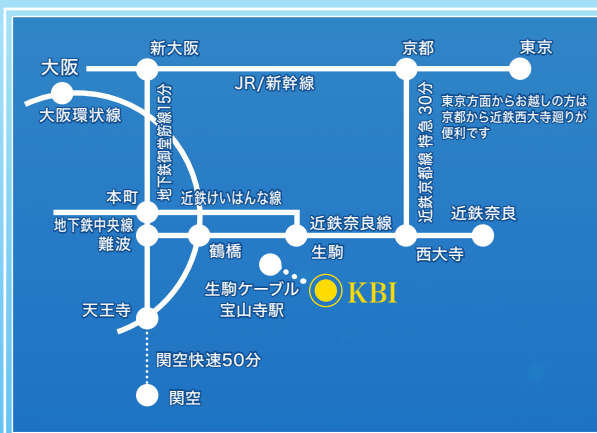 新大阪
京都
東京
大阪
JR/新幹線
大阪環状線
地下鉄御堂筋線15分
近鉄京都線 特急 30分
東京方面からお越しの方は
京都から近鉄西大寺廻りが
便利です
本町
近鉄けいはんな線
地下鉄中央線
難波
近鉄奈良線
近鉄奈良
鶴橋
生駒
西大寺
生駒ケーブル
宝山寺駅
KBI
天王寺
関空快速50分
関空